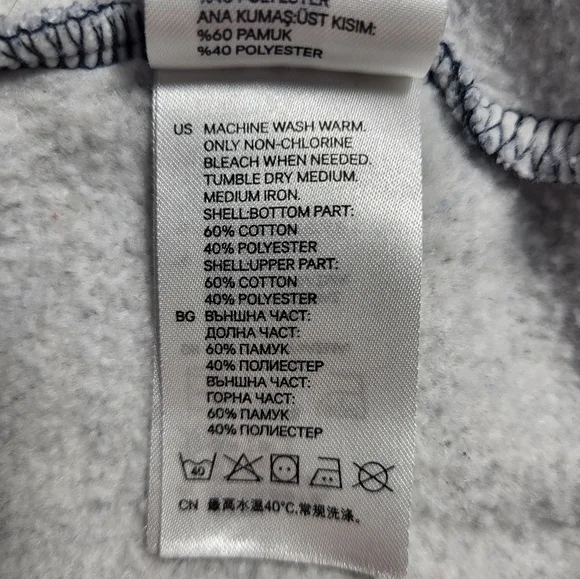 %40 POLYESTER
ANA KUMAŞ:ÜST KISIM:
%60 PAMUK
%40 POLYESTER
US MACHINE WASH WARM.
ONLY NON-CHLORINE
BLEACH WHEN NEEDED.
TUMBLE DRY MEDIUM.
MEDIUM IRON.
SHELL:BOTTOM PART:
60% COTTON
40% POLYESTER
SHELL:UPPER PART:
60% COTTON
40% POLYESTER
BG ВЪНШНА ЧАСТ:
ДОЛНА ЧАСТ:
60% ПАМУК
40% ПОЛИЕСТЕР
ВЪНШНА ЧАСТ:
ГОРНА ЧАСТ:
60% ПАМУК
40% ПОЛИЕСТЕР
40
CN 最高水温40°C,常规洗涤。